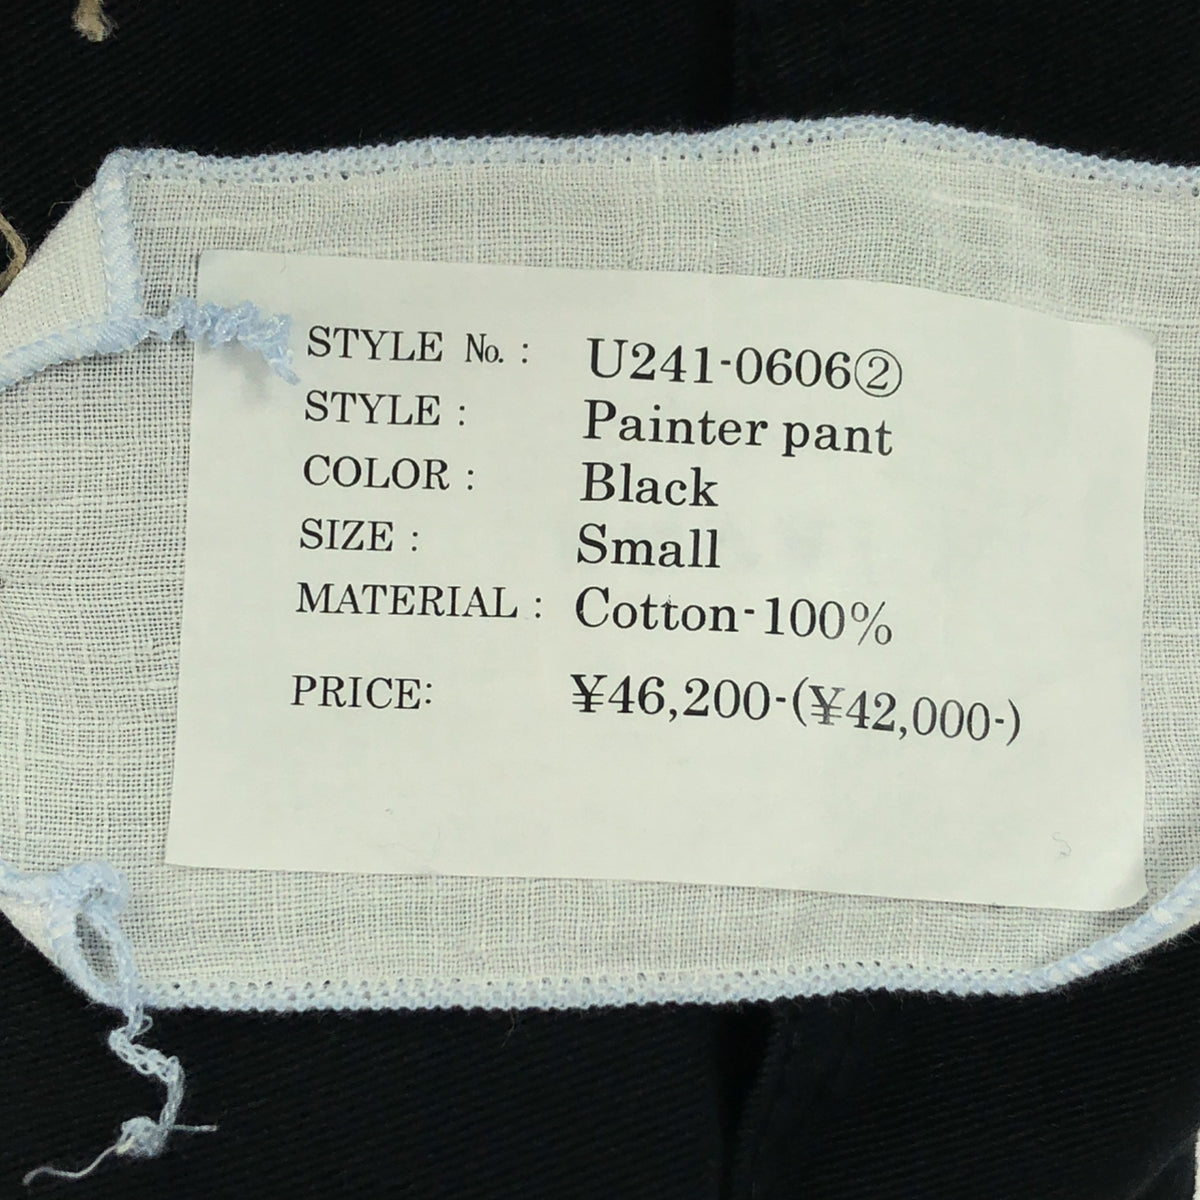 STYLE No. : U241-0606②
STYLE : Painter pant
COLOR : Black
SIZE : Small
MATERIAL : Cotton-100%
PRICE: ¥46,200-(¥42,000-)